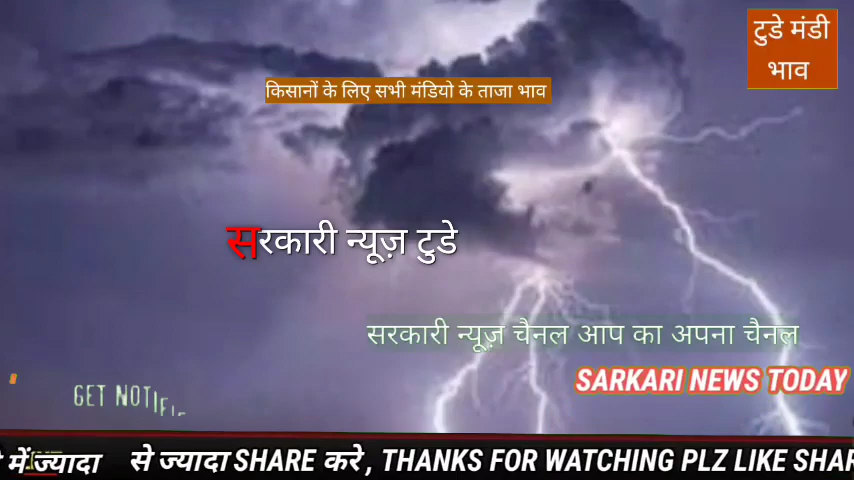 टुडे मंडी
भाव
किसानों के लिए सभी मंडियो के ताजा भाव
सरकारी न्यूज़ टुडे
सरकारी न्यूज़ चैनल आप का अपना चैनल
SARKARI NEWS TODAY
GET NOTIFI
में ज्यादा से ज्यादा SHARE करे, THANKS FOR WATCHING PLZ LIKE SHAR